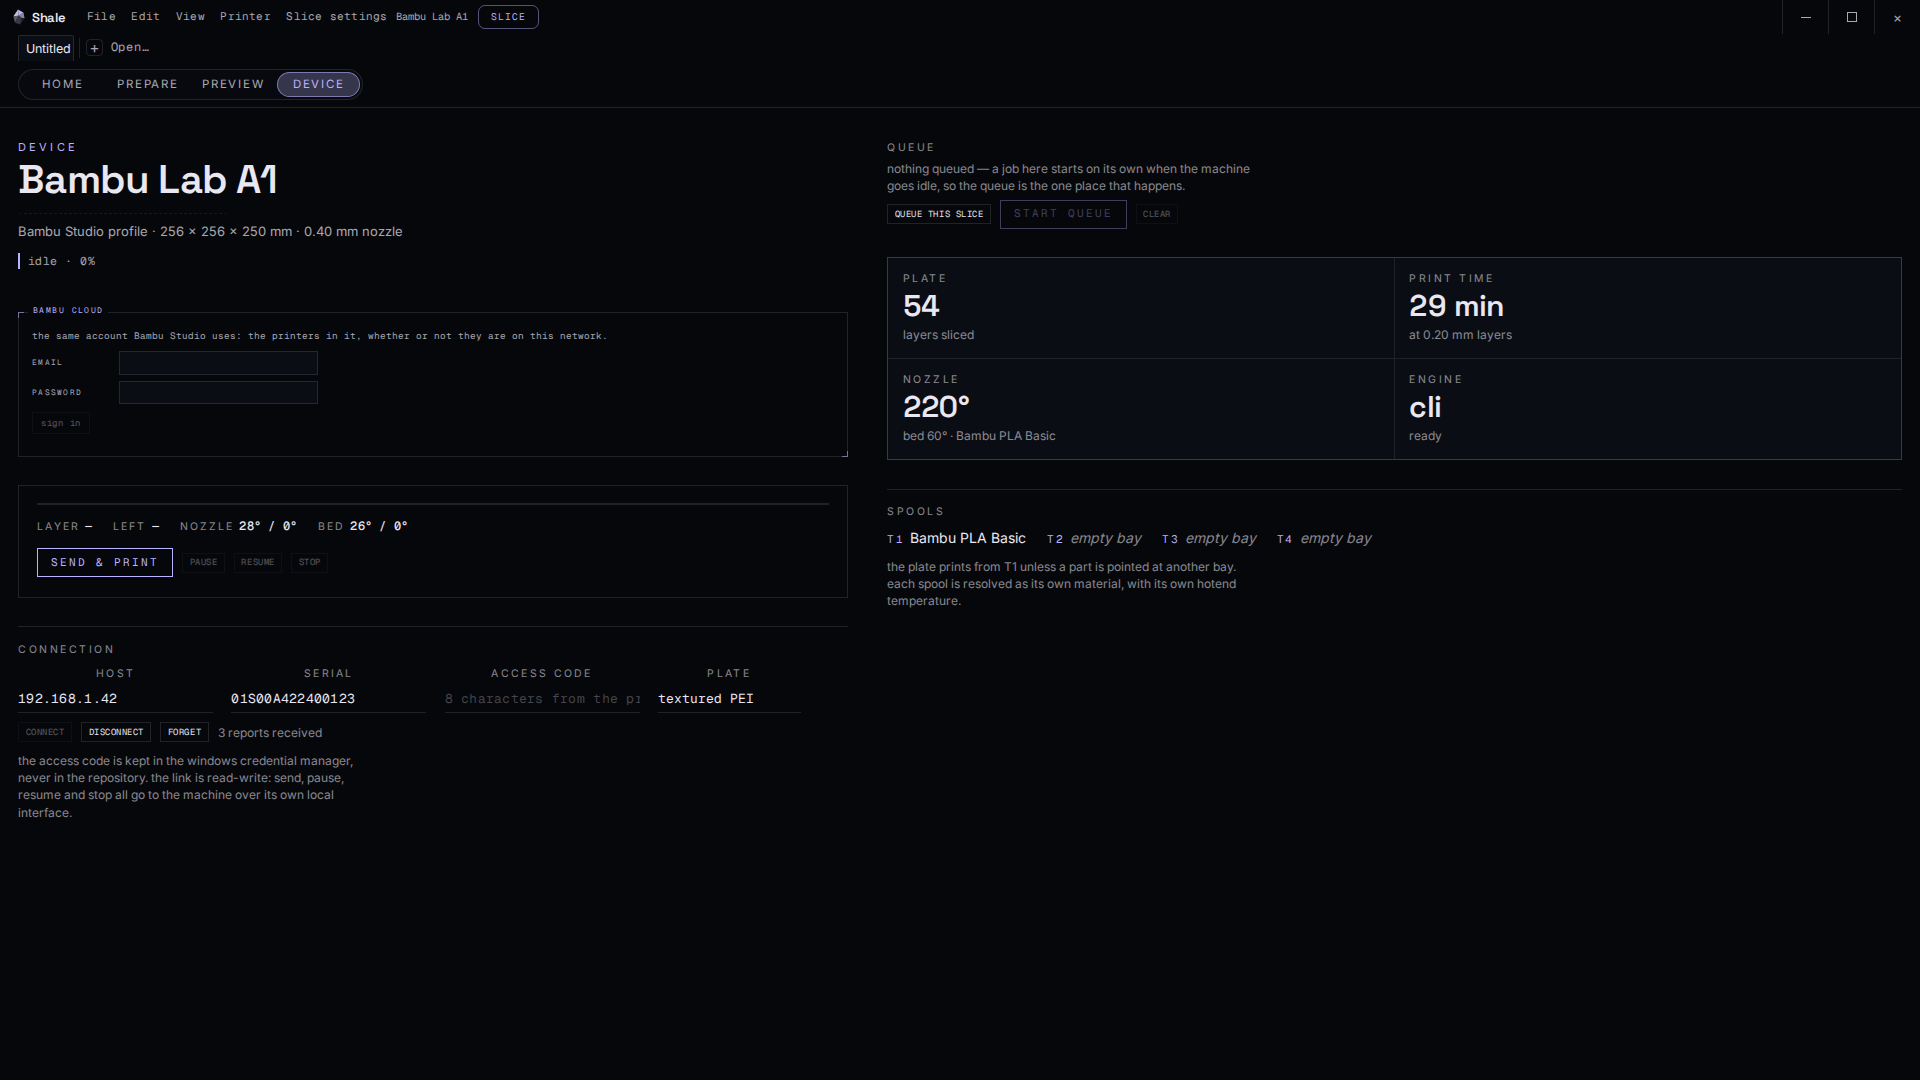 Shale File Edit View Printer Slice settings Bambu Lab A1 SLICE
Untitled + Open…
HOME PREPARE PREVIEW DEVICE
DEVICE
Bambu Lab A1
Bambu Studio profile · 256 × 256 × 250 mm · 0.40 mm nozzle
idle · 0%
BAMBU CLOUD
the same account Bambu Studio uses: the printers in it, whether or not they are on this network.
EMAIL
PASSWORD
sign in
LAYER – LEFT – NOZZLE 28° / 0° BED 26° / 0°
SEND & PRINT PAUSE RESUME STOP
CONNECTION
HOST SERIAL ACCESS CODE PLATE
192.168.1.42 01S00A422400123 8 characters from the pr textured PEI
CONNECT DISCONNECT FORGET 3 reports received
the access code is kept in the windows credential manager,
never in the repository. the link is read-write: send, pause,
resume and stop all go to the machine over its own local
interface.
QUEUE
nothing queued — a job here starts on its own when the machine
goes idle, so the queue is the one place that happens.
QUEUE THIS SLICE START QUEUE CLEAR
PLATE
54
layers sliced
PRINT TIME
29 min
at 0.20 mm layers
NOZZLE
220°
bed 60° · Bambu PLA Basic
ENGINE
cli
ready
SPOOLS
T1 Bambu PLA Basic T2 empty bay T3 empty bay T4 empty bay
the plate prints from T1 unless a part is pointed at another bay.
each spool is resolved as its own material, with its own hotend
temperature.